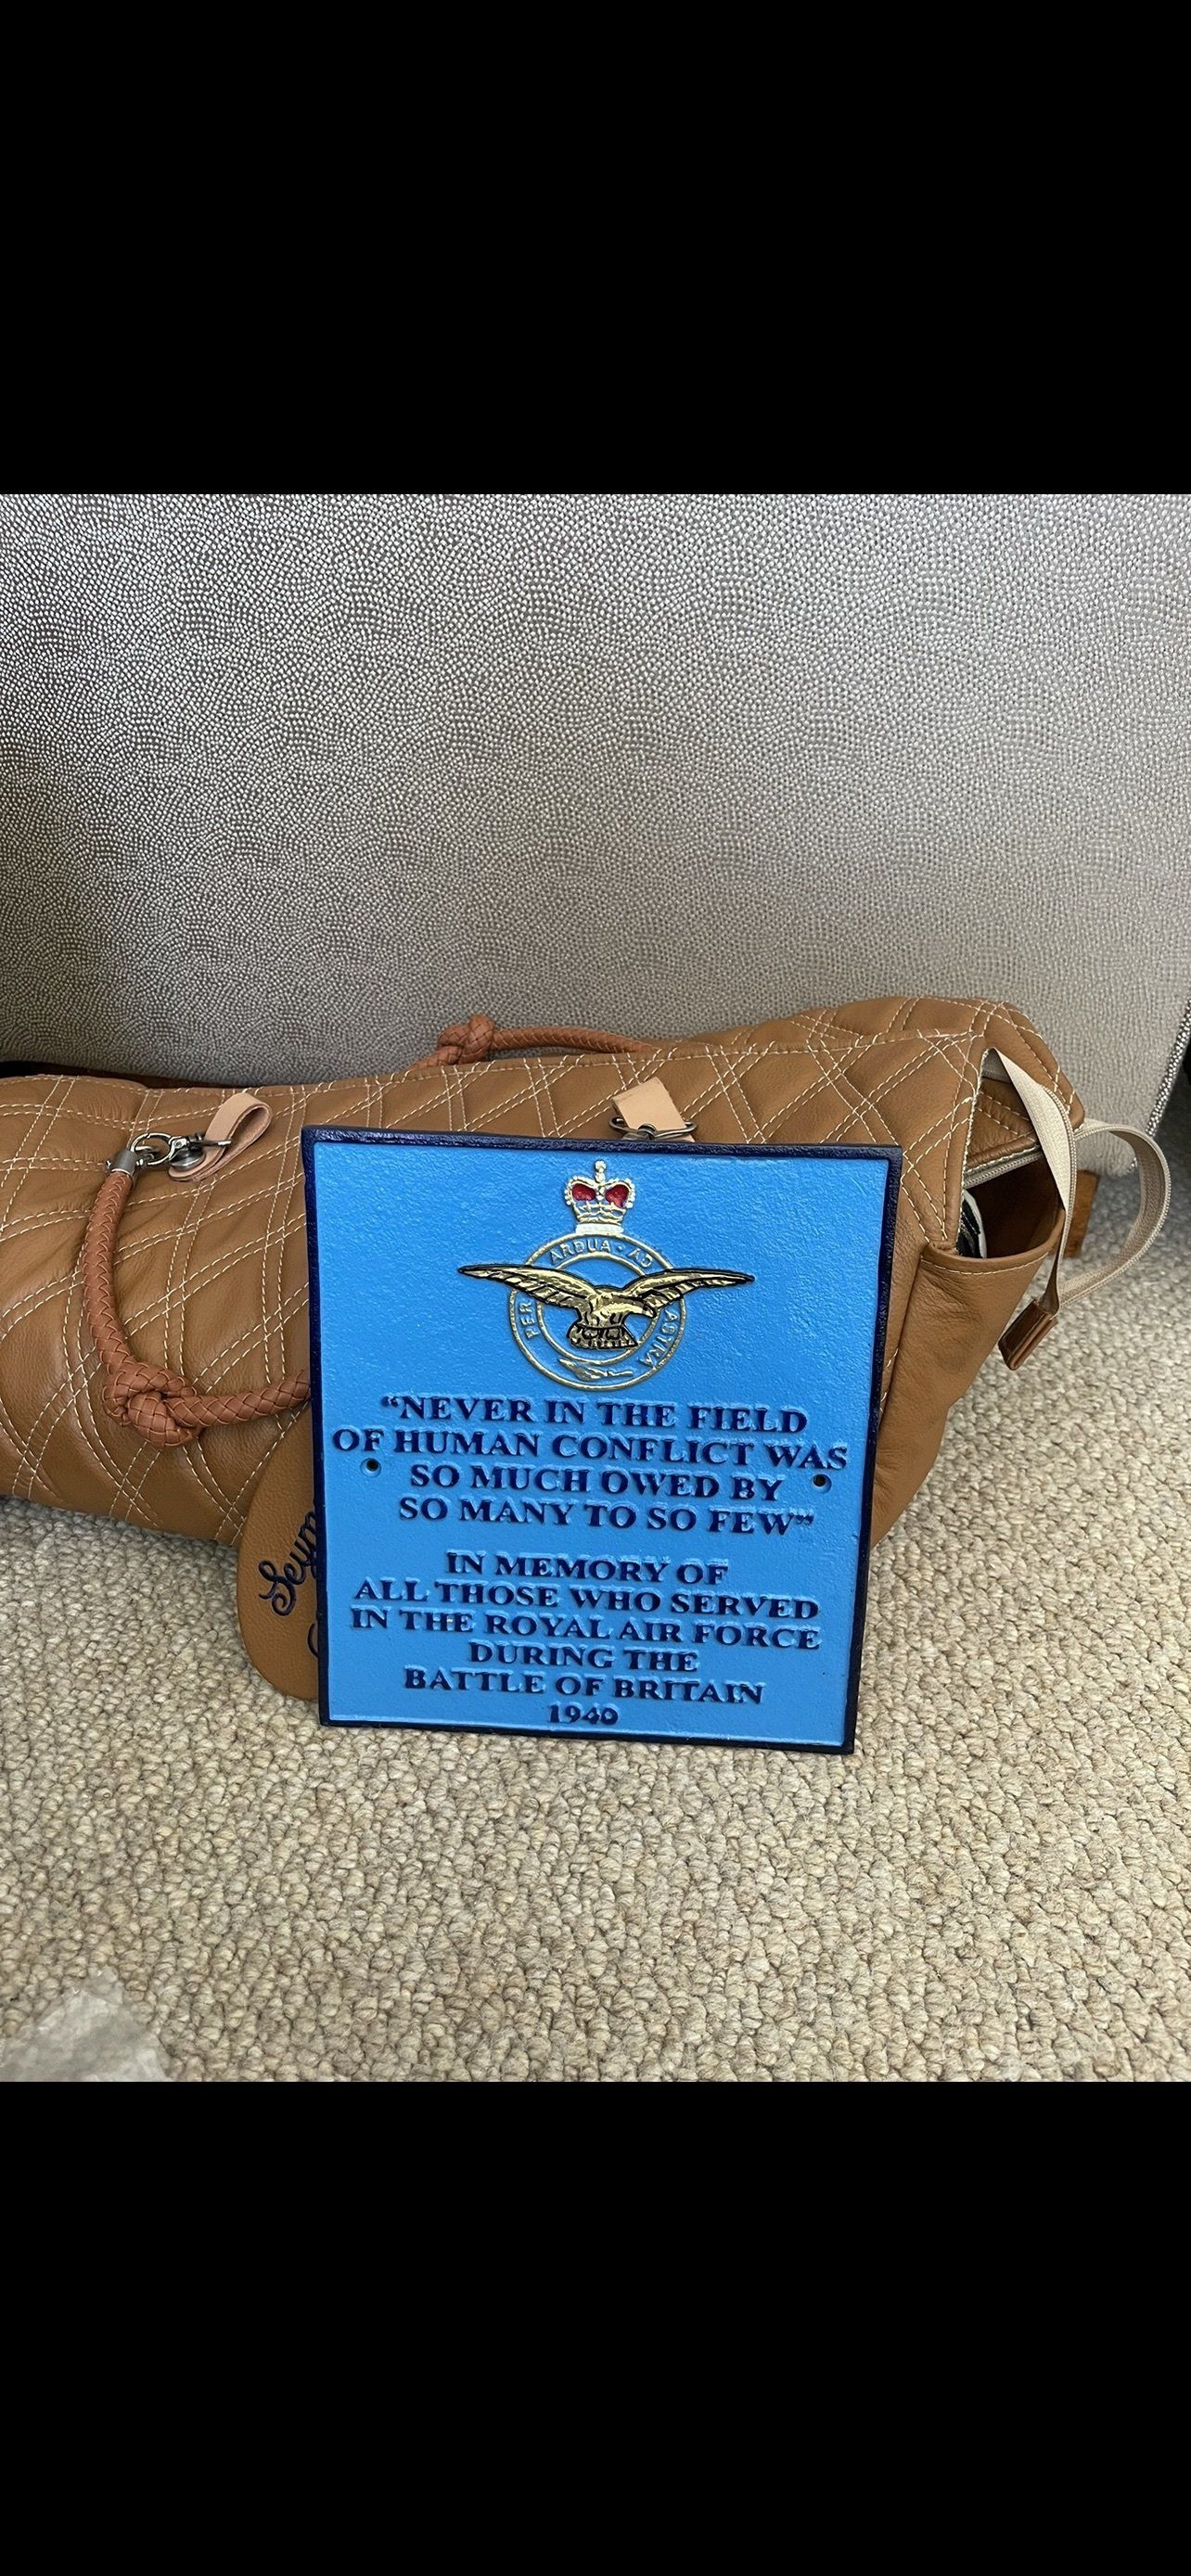 PER ARDUA · AD ASTRA
“NEVER IN THE FIELD
OF HUMAN CONFLICT WAS
SO MUCH OWED BY
SO MANY TO SO FEW”
IN MEMORY OF
ALL THOSE WHO SERVED
IN THE ROYAL AIR FORCE
DURING THE
BATTLE OF BRITAIN
1940